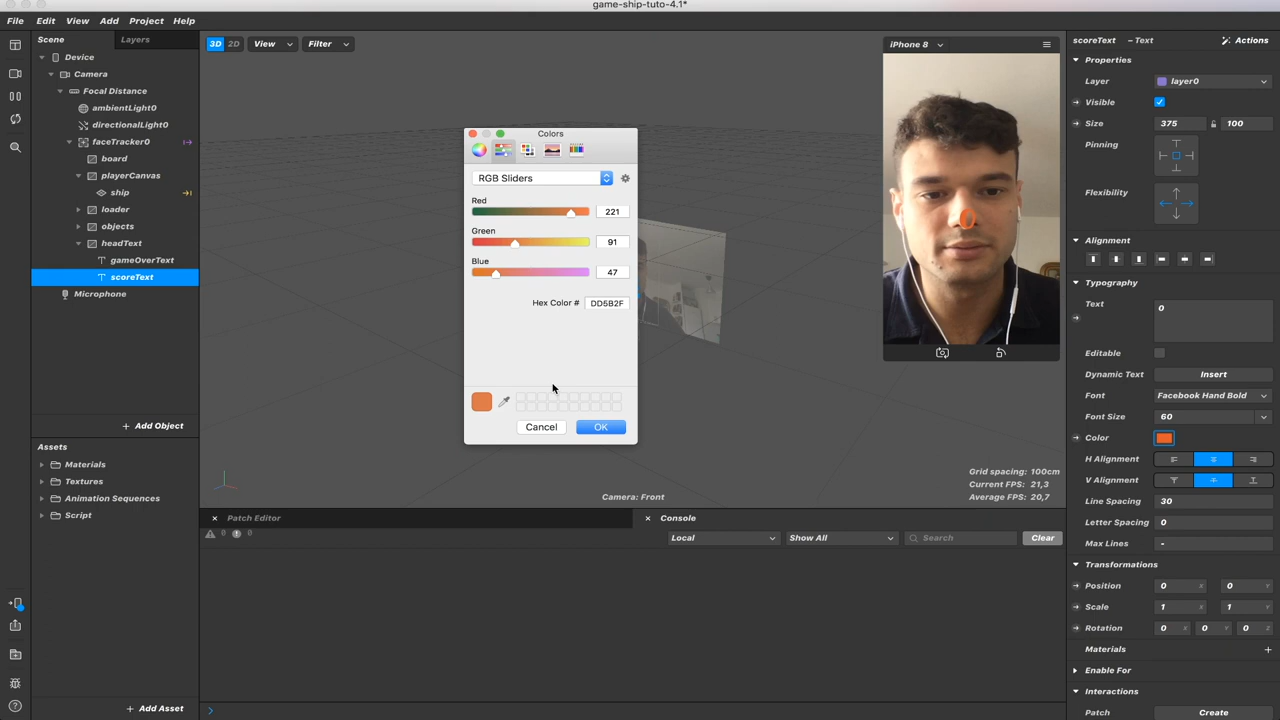 game-ship-tuto-4.1*
File Edit View Add Project Help
Scene Layers
Device
Camera
Focal Distance
ambientLight0
directionalLight0
faceTracker0
board
playerCanvas
ship
loader
objects
headText
gameOverText
scoreText
Microphone
Add Object
Assets
Materials
Textures
Animation Sequences
Script
Add Asset
3D 2D View Filter
iPhone 8
Colors
RGB Sliders
Red
221
Green
91
Blue
47
Hex Color # DD5B2F
Cancel OK
Grid spacing: 100cm
Current FPS: 21,3
Average FPS: 20,7
Camera: Front
Patch Editor
0 0
Console
Local Show All Search Clear
scoreText – Text Actions
Properties
Layer layer0
Visible
Size 375 100
Pinning
Flexibility
Alignment
Typography
Text 0
Editable
Dynamic Text Insert
Font Facebook Hand Bold
Font Size 60
Color
H Alignment
V Alignment
Line Spacing 30
Letter Spacing 0
Max Lines -
Transformations
Position 0 X 0 Y
Scale 1 X 1 Y
Rotation 0 X 0 Y 0 Z
Materials
Enable For
Interactions
Patch Create
0